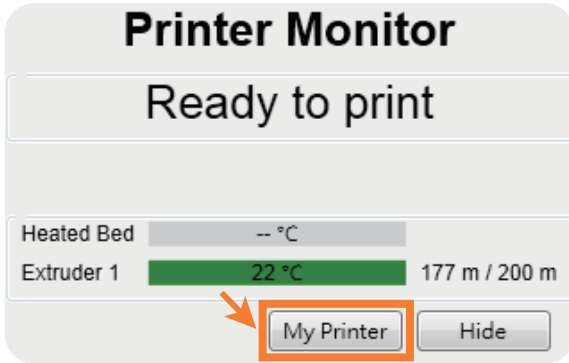 Printer Monitor
Ready to print
Heated Bed -- °C
Extruder 1 22 °C 177 m / 200 m
My Printer Hide